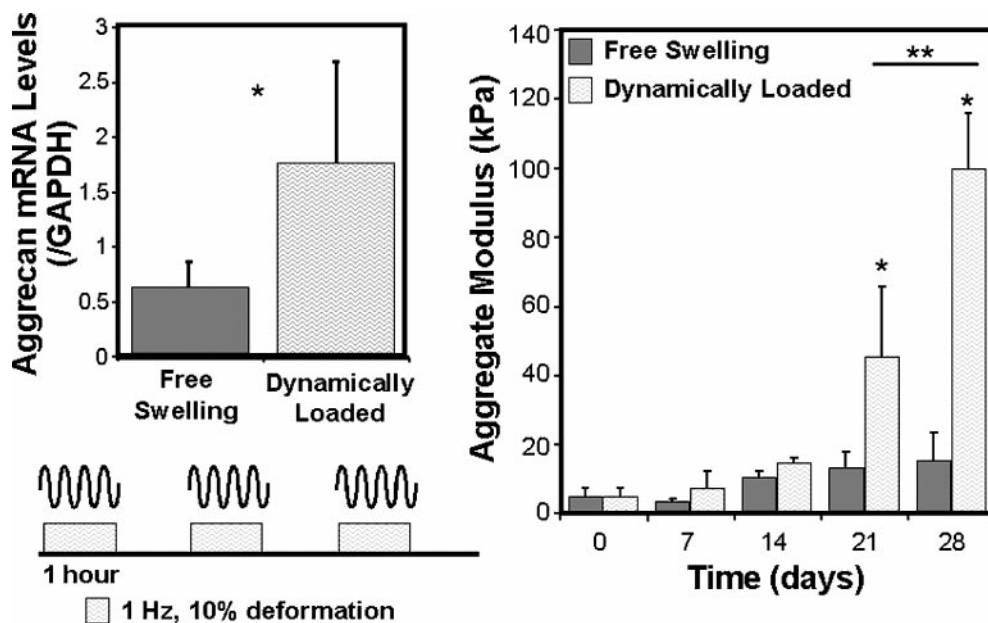 Aggrecan mRNA Levels
(/GAPDH)
3
2.5
2
1.5
1
0.5
0
*
Free
Swelling
Dynamically
Loaded
1 hour
1 Hz, 10% deformation
Aggregate Modulus (kPa)
140
120
100
80
60
40
20
0
Free Swelling
Dynamically Loaded
**
*
*
0 7 14 21 28
Time (days)